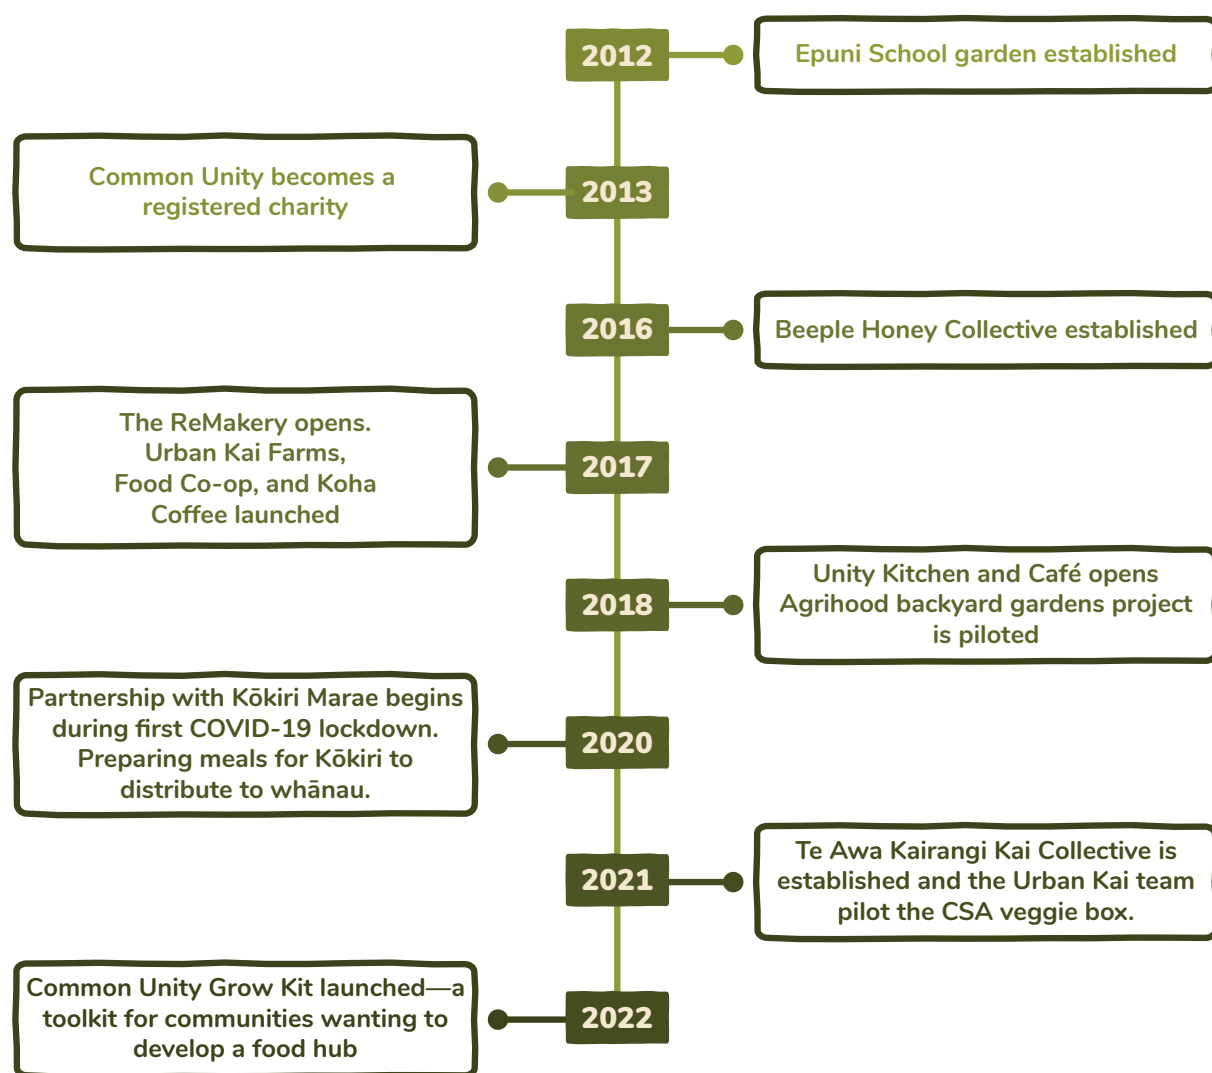 2012
Epuni School garden established
Common Unity becomes a
registered charity
2013
2016
Beeple Honey Collective established
The ReMakery opens.
Urban Kai Farms,
Food Co-op, and Koha
Coffee launched
2017
2018
Unity Kitchen and Café opens
Agrihood backyard gardens project
is piloted
Partnership with Kōkiri Marae begins
during first COVID-19 lockdown.
Preparing meals for Kōkiri to
distribute to whānau.
2020
2021
Te Awa Kairangi Kai Collective is
established and the Urban Kai team
pilot the CSA veggie box.
Common Unity Grow Kit launched—a
toolkit for communities wanting to
develop a food hub
2022